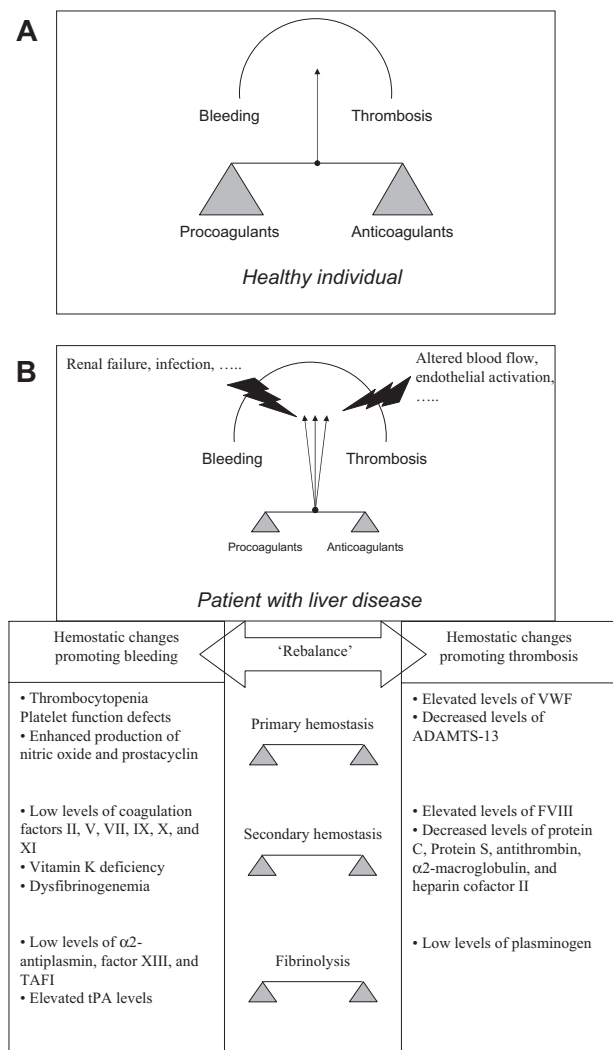 A
Bleeding Thrombosis
Procoagulants Anticoagulants
Healthy individual
B
Renal failure, infection, …..
Altered blood flow,
endothelial activation,
…..
Bleeding Thrombosis
Procoagulants Anticoagulants
Patient with liver disease
Hemostatic changes
promoting bleeding
'Rebalance'
Hemostatic changes
promoting thrombosis
• Thrombocytopenia
Platelet function defects
• Enhanced production of
nitric oxide and prostacyclin
Primary hemostasis
• Elevated levels of VWF
• Decreased levels of
ADAMTS-13
• Low levels of coagulation
factors II, V, VII, IX, X, and
XI
• Vitamin K deficiency
• Dysfibrinogenemia
Secondary hemostasis
• Elevated levels of FVIII
• Decreased levels of protein
C, Protein S, antithrombin,
α2-macroglobulin, and
heparin cofactor II
• Low levels of α2-
antiplasmin, factor XIII, and
TAFI
• Elevated tPA levels
Fibrinolysis
• Low levels of plasminogen